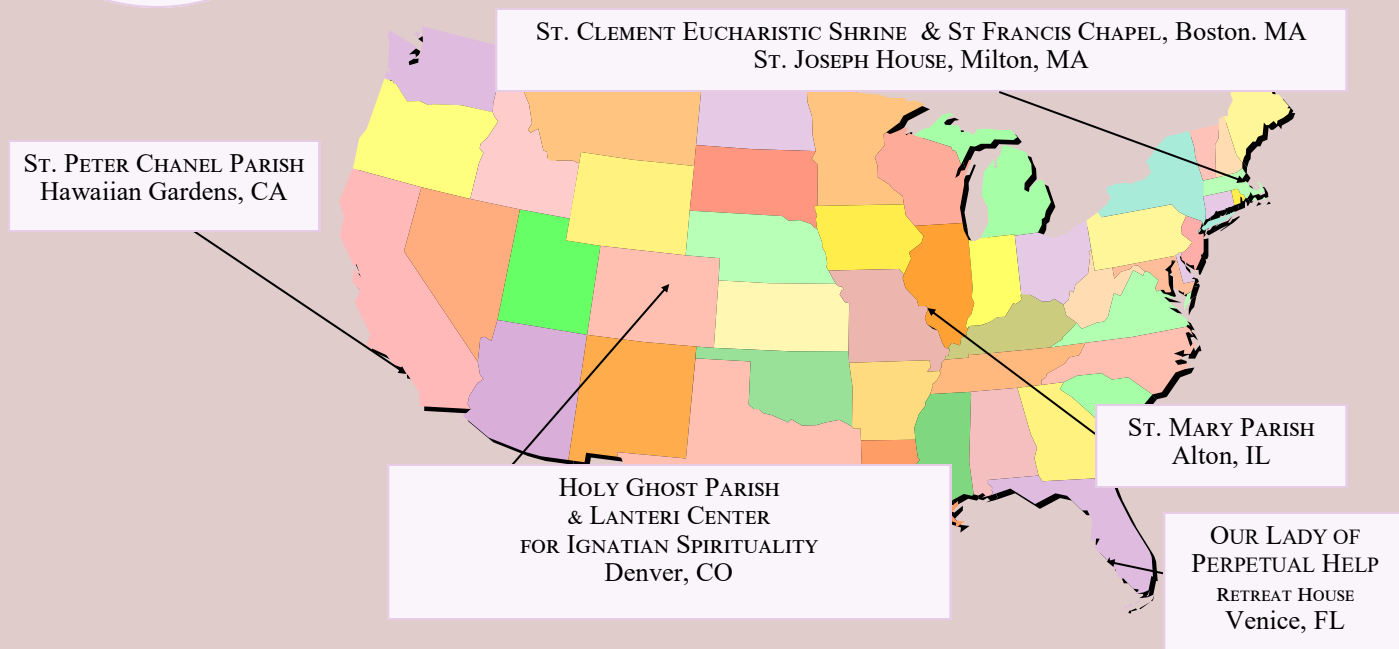 St. Clement Eucharistic Shrine & St Francis Chapel, Boston. MA
St. Joseph House, Milton, MA
St. Peter Chanel Parish
Hawaiian Gardens, CA
St. Mary Parish
Alton, IL
Holy Ghost Parish
& Lanteri Center
for Ignatian Spirituality
Denver, CO
Our Lady of
Perpetual Help
Retreat House
Venice, FL